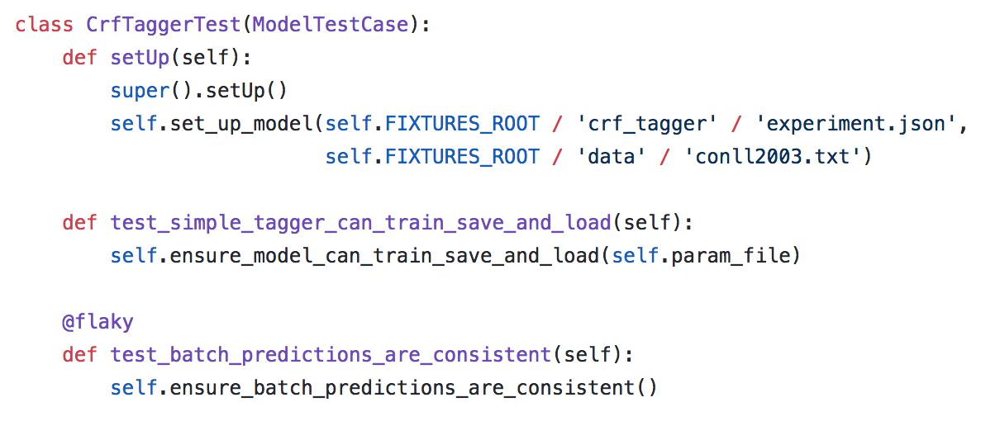 class CrfTaggerTest(ModelTestCase):
    def setUp(self):
        super().setUp()
        self.set_up_model(self.FIXTURES_ROOT / 'crf_tagger' / 'experiment.json',
                          self.FIXTURES_ROOT / 'data' / 'conll2003.txt')

    def test_simple_tagger_can_train_save_and_load(self):
        self.ensure_model_can_train_save_and_load(self.param_file)

    @flaky
    def test_batch_predictions_are_consistent(self):
        self.ensure_batch_predictions_are_consistent()